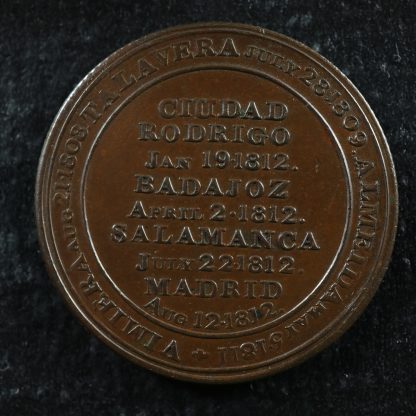 VIMIERA AUG·21·1808·TALAVERA JULY·28·1809·ALMEIDA MAY 5·1811 +
CIUDAD
RODRIGO
JAN 19·1812.
BADAJOZ
APRIL 2·1812.
SALAMANCA
JULY 22·1812.
MADRID
AUG 12·1812.